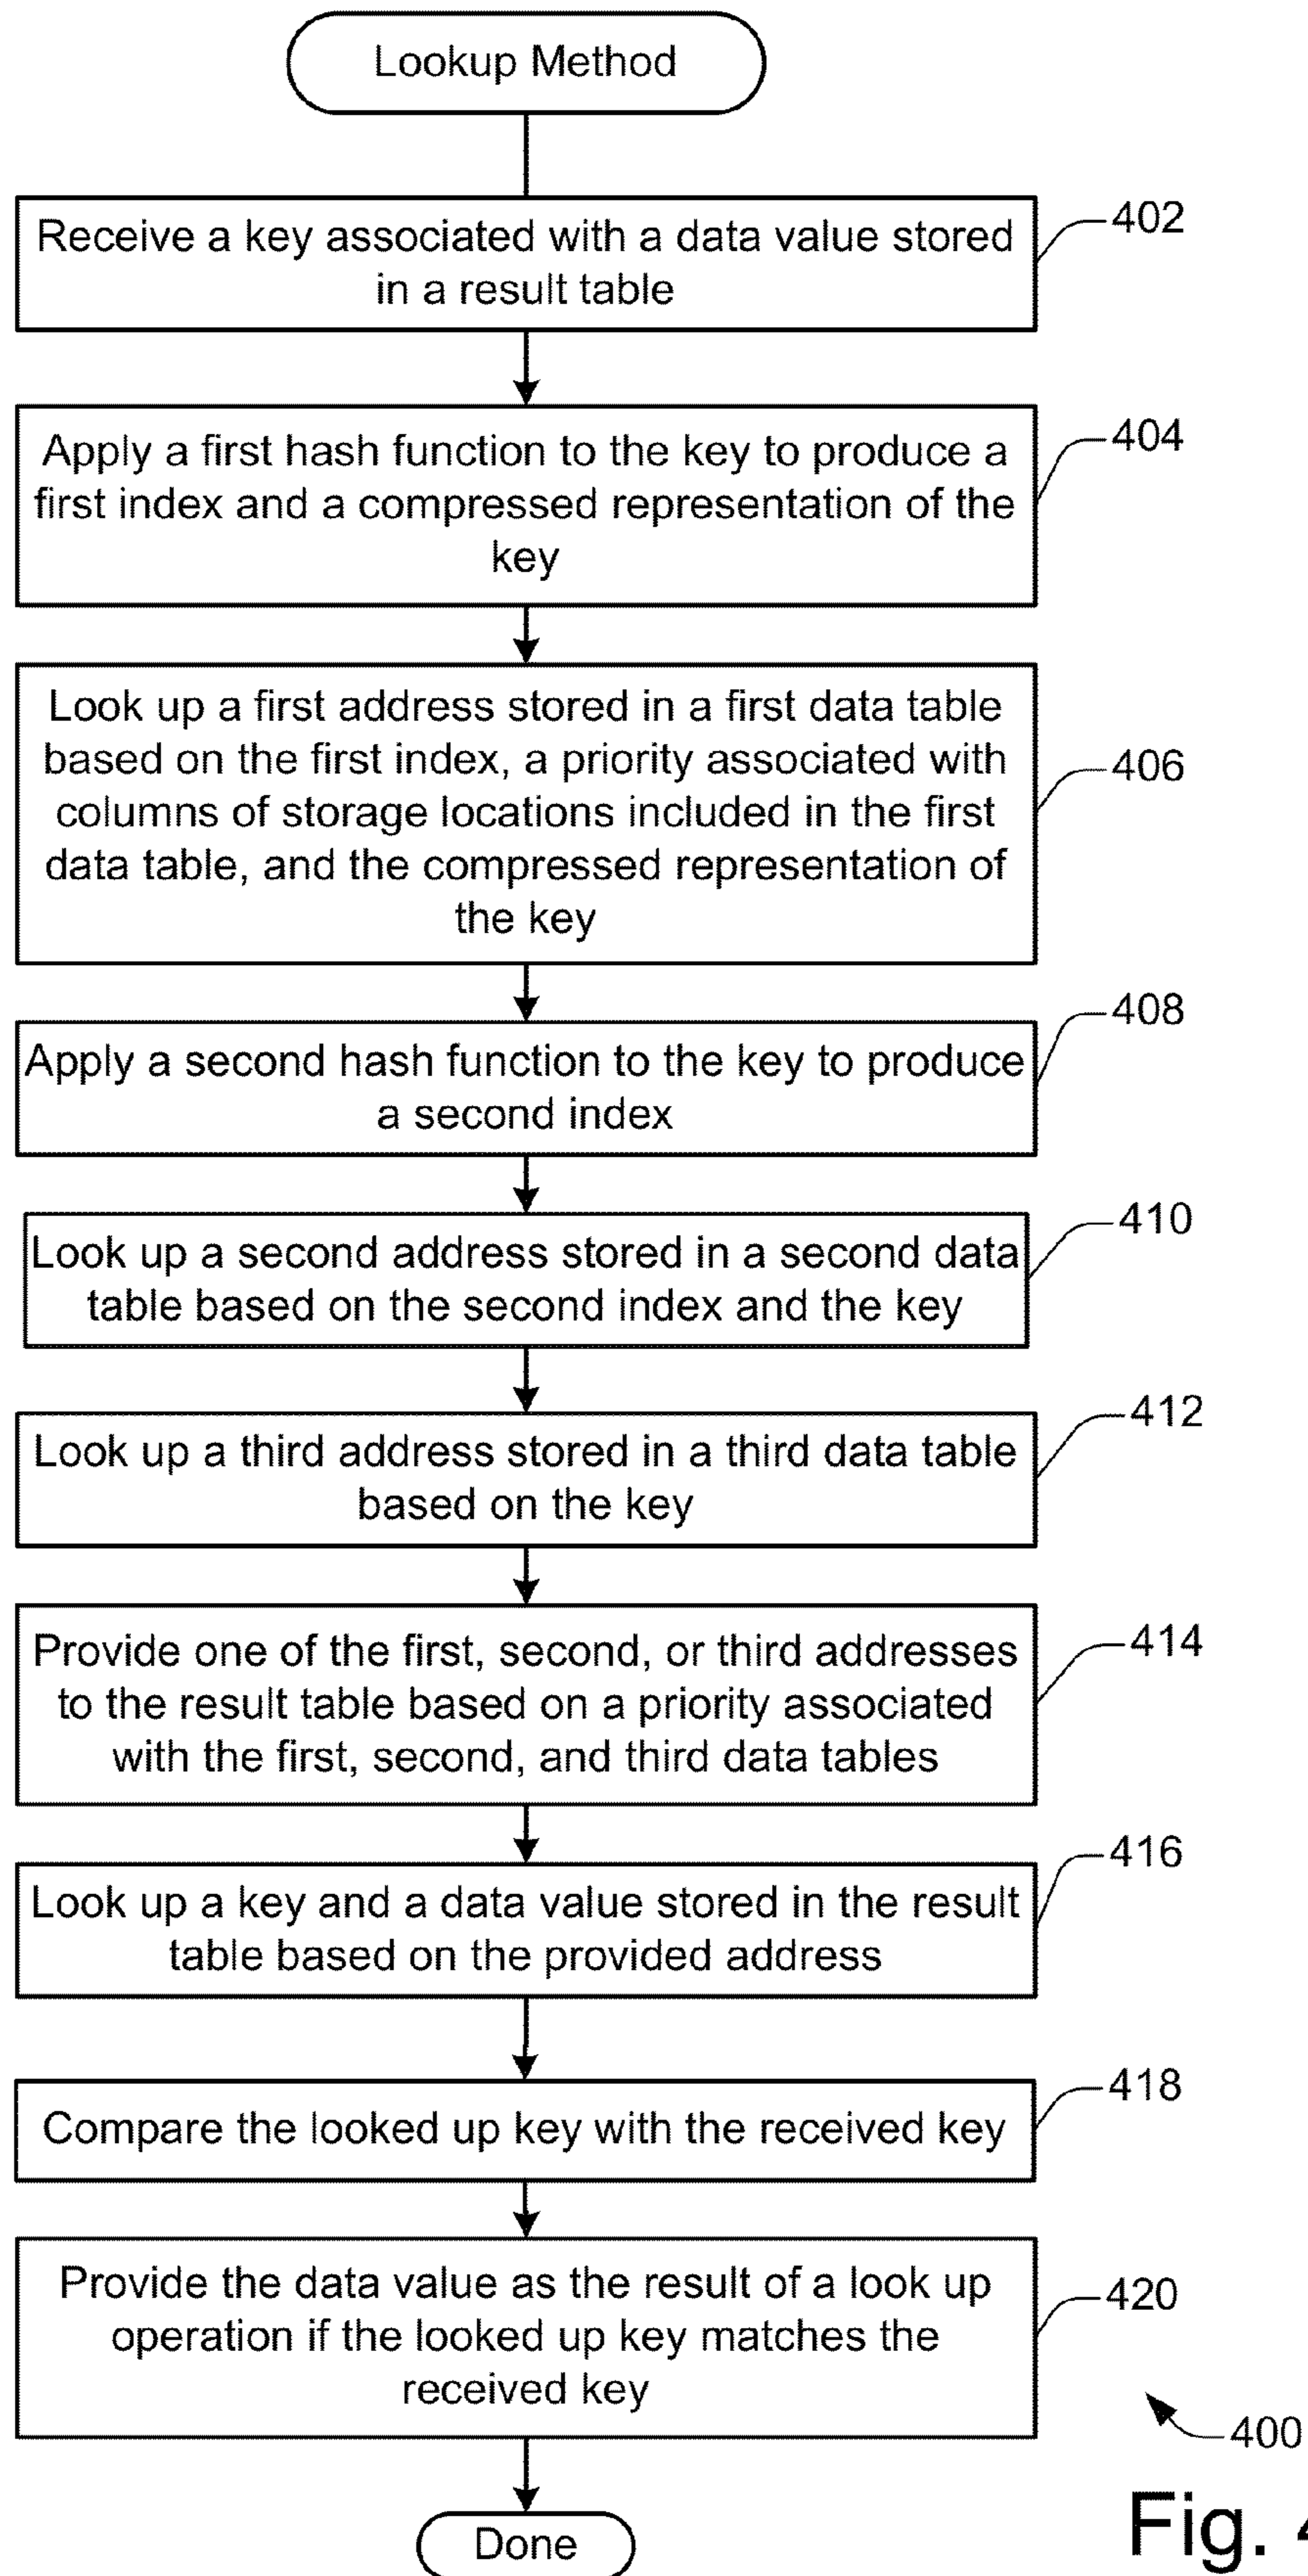 Lookup Method
Receive a key associated with a data value stored
in a result table
402
Apply a first hash function to the key to produce a
first index and a compressed representation of the
key
404
Look up a first address stored in a first data table
based on the first index, a priority associated with
columns of storage locations included in the first
data table, and the compressed representation of
the key
406
Apply a second hash function to the key to produce
a second index
408
Look up a second address stored in a second data
table based on the second index and the key
410
Look up a third address stored in a third data table
based on the key
412
Provide one of the first, second, or third addresses
to the result table based on a priority associated
with the first, second, and third data tables
414
Look up a key and a data value stored in the result
table based on the provided address
416
Compare the looked up key with the received key
418
Provide the data value as the result of a look up
operation if the looked up key matches the
received key
420
400
Done
Fig. 4